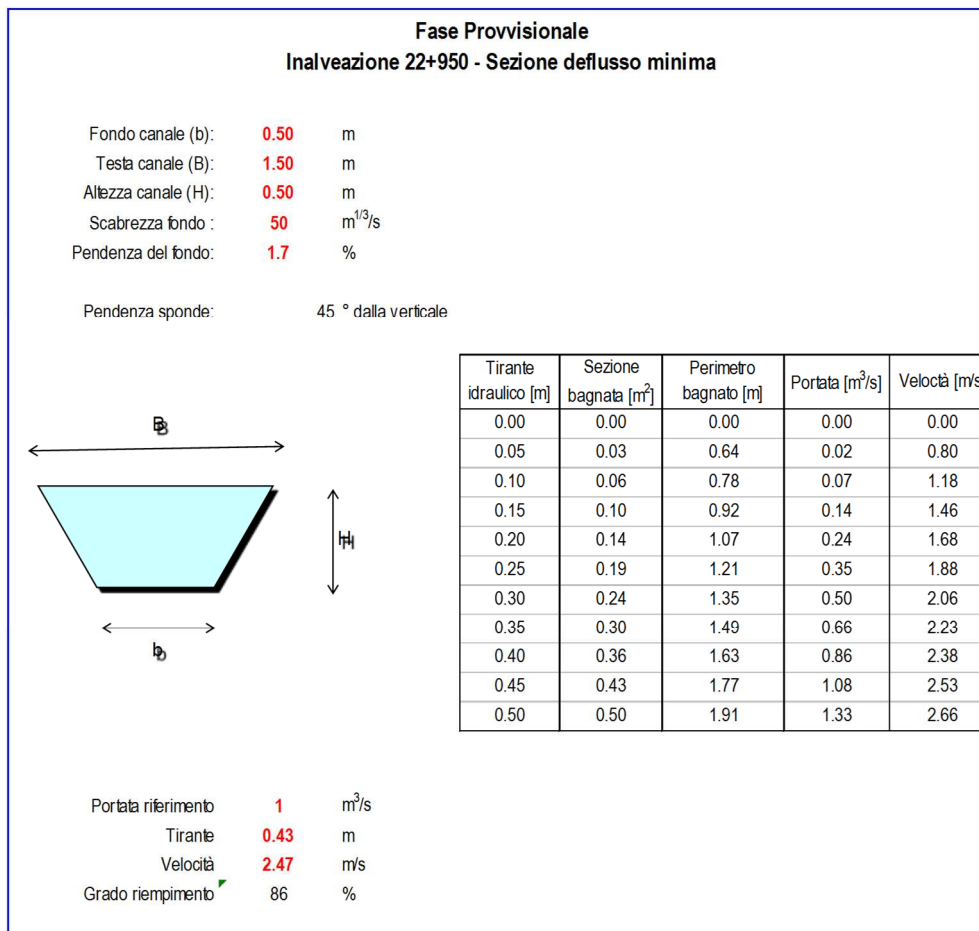 Fase Provvisionale
Inalveazione 22+950 - Sezione deflusso minima
Fondo canale (b): 0.50 m
Testa canale (B): 1.50 m
Altezza canale (H): 0.50 m
Scabrezza fondo : 50 m^1/3/s
Pendenza del fondo: 1.7 %
Pendenza sponde: 45 ° dalla verticale
Tirante idraulico [m] Sezione bagnata [m²] Perimetro bagnato [m] Portata [m³/s] Veloctà [m/s
0.00 0.00 0.00 0.00 0.00
0.05 0.03 0.64 0.02 0.80
0.10 0.06 0.78 0.07 1.18
0.15 0.10 0.92 0.14 1.46
0.20 0.14 1.07 0.24 1.68
0.25 0.19 1.21 0.35 1.88
0.30 0.24 1.35 0.50 2.06
0.35 0.30 1.49 0.66 2.23
0.40 0.36 1.63 0.86 2.38
0.45 0.43 1.77 1.08 2.53
0.50 0.50 1.91 1.33 2.66
B
H
b
Portata riferimento 1 m³/s
Tirante 0.43 m
Velocità 2.47 m/s
Grado riempimento 86 %